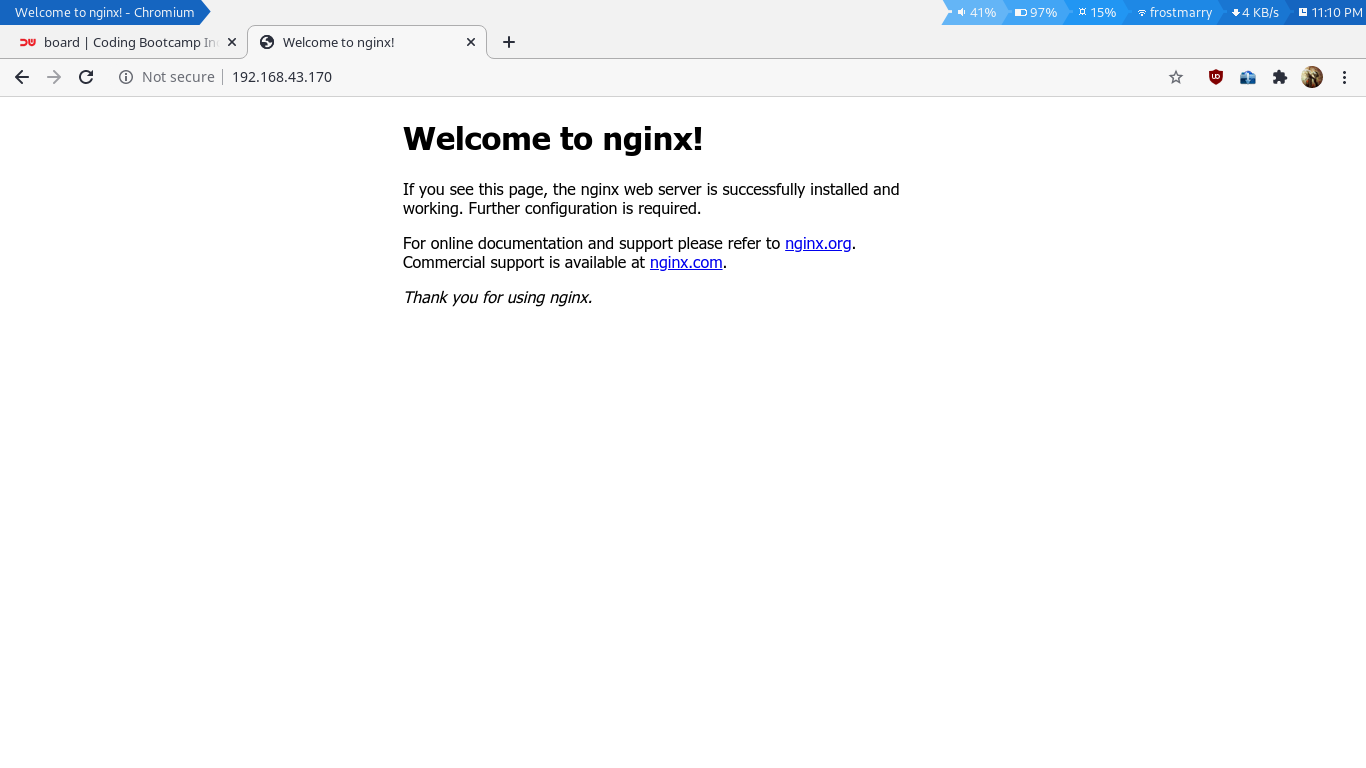 Welcome to nginx! - Chromium 41% 97% 15% frostmarry 4 KB/s 11:10 PM
board | Coding Bootcamp In Welcome to nginx!
Not secure 192.168.43.170
Welcome to nginx!
If you see this page, the nginx web server is successfully installed and
working. Further configuration is required.
For online documentation and support please refer to nginx.org.
Commercial support is available at nginx.com.
Thank you for using nginx.